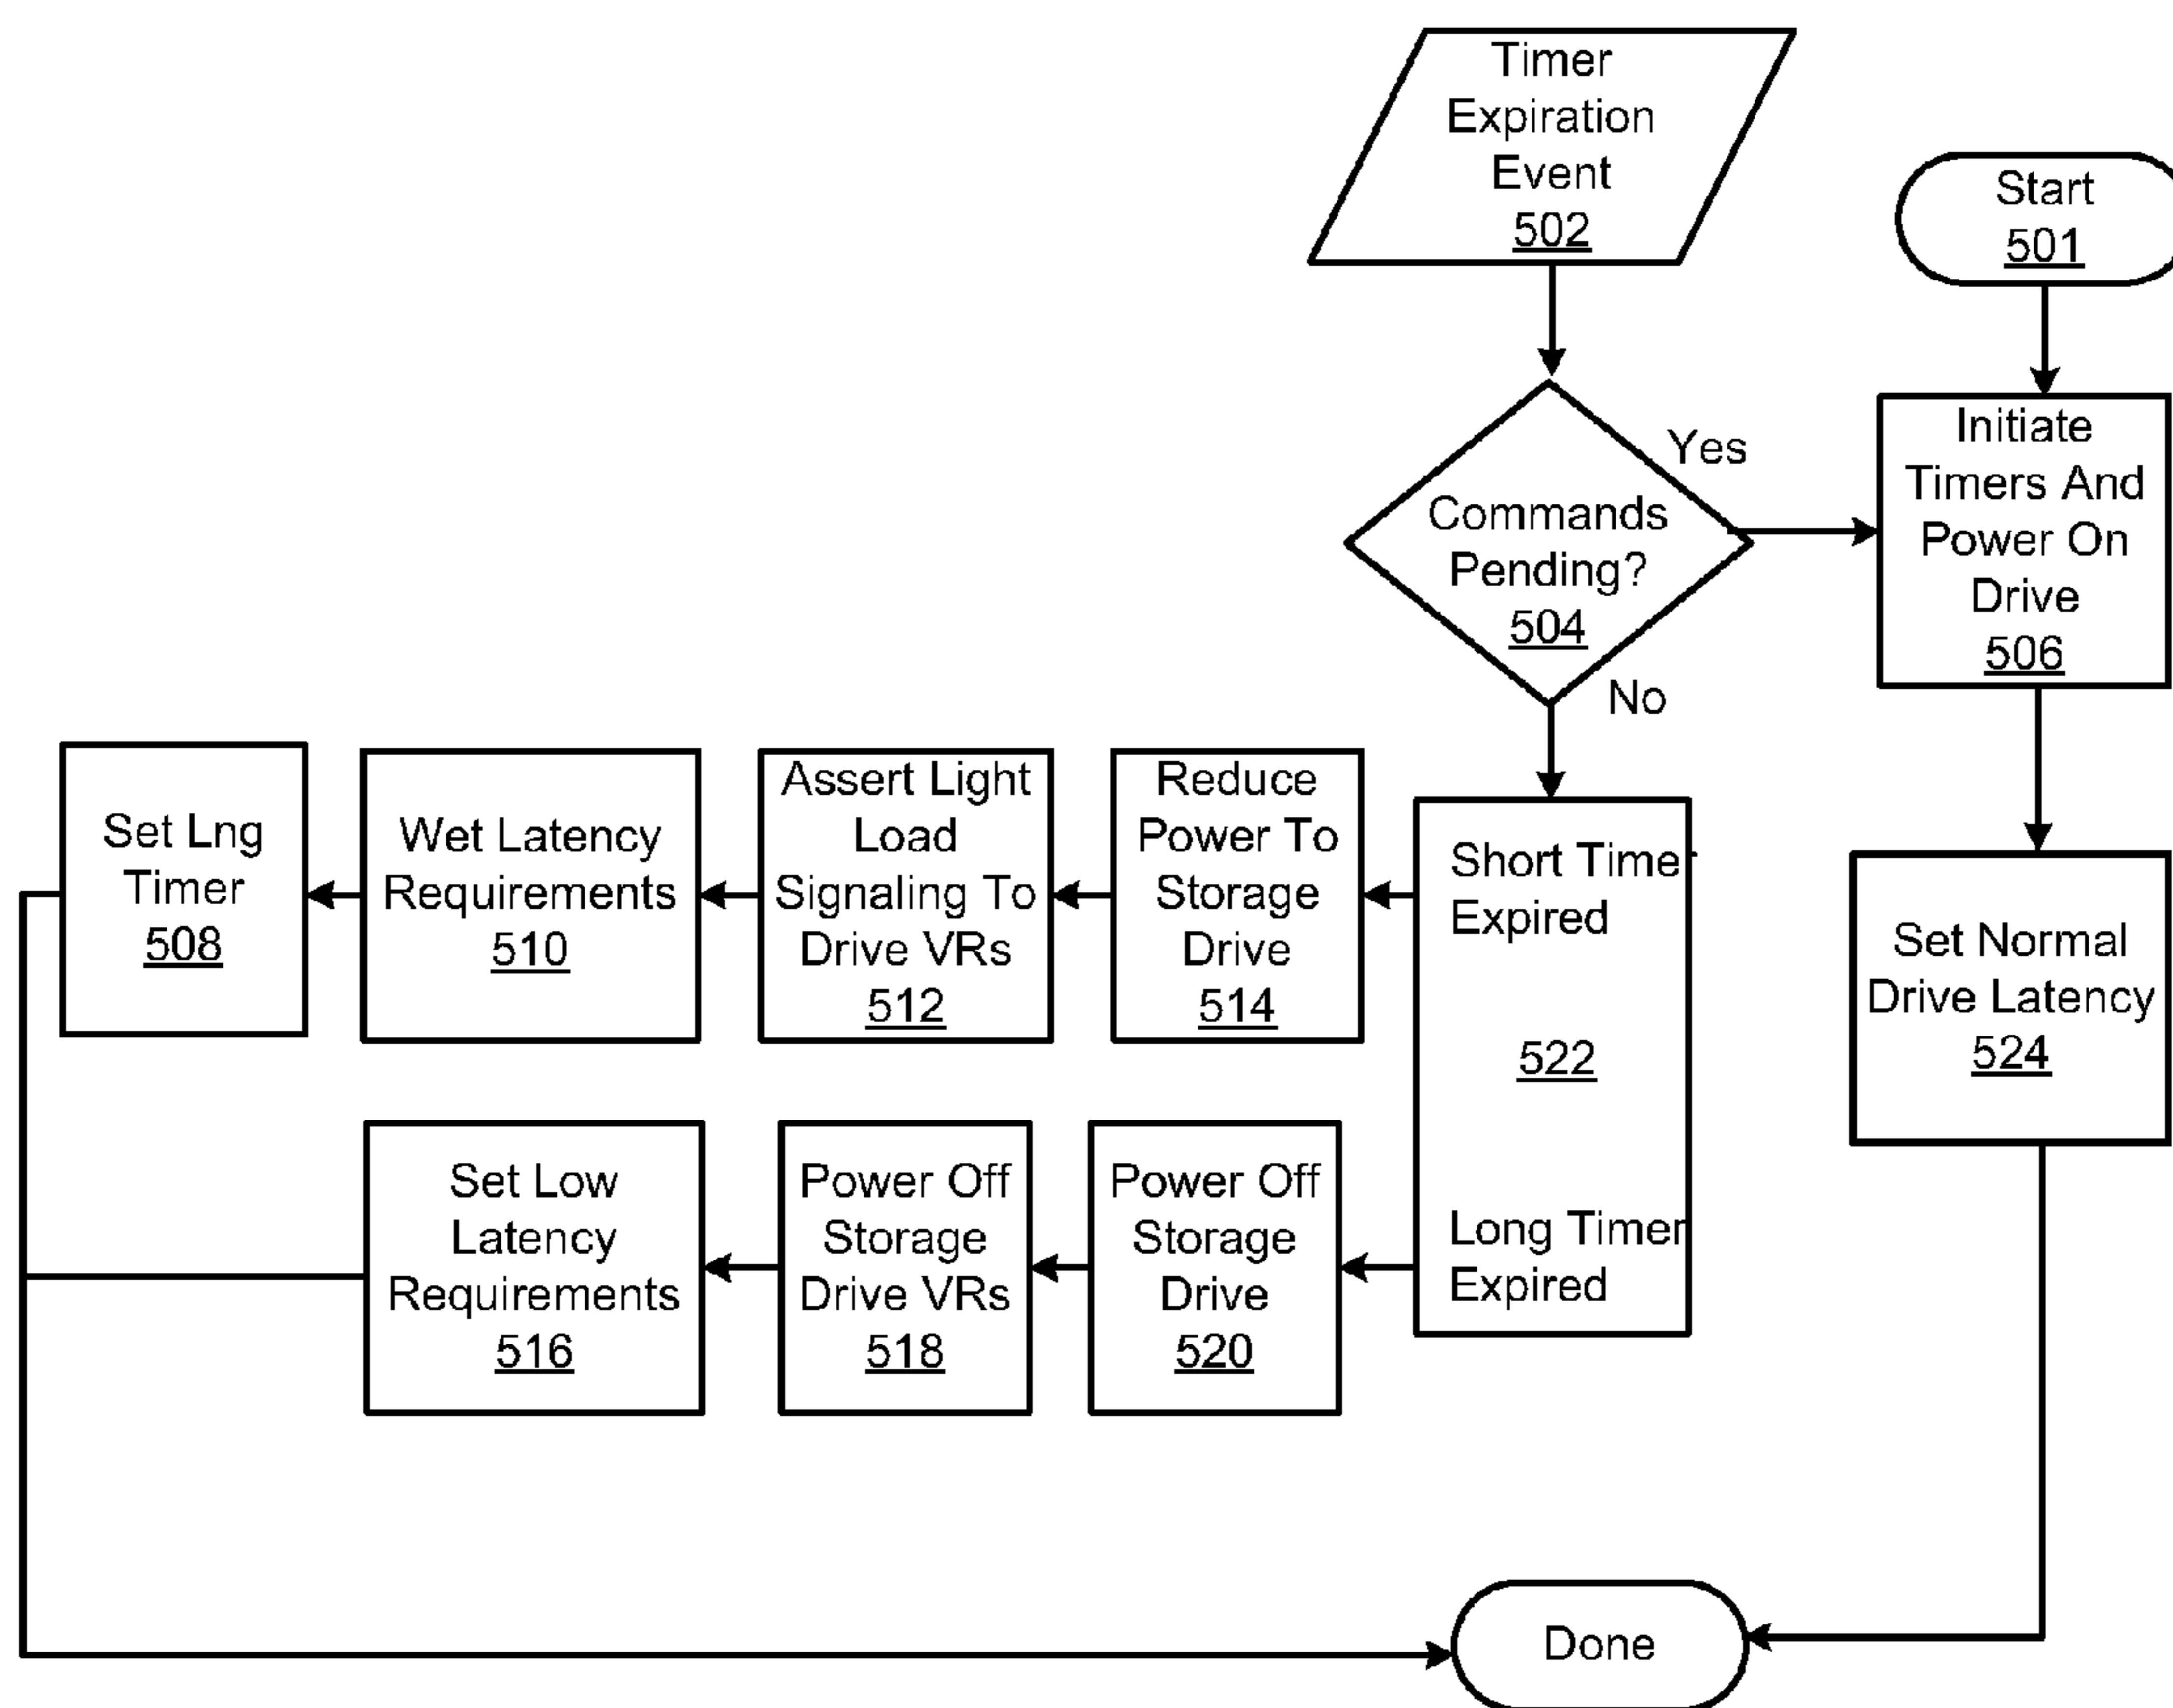 Timer
Expiration
Event
502
Start
501
Yes
Commands
Pending?
504
No
Initiate
Timers And
Power On
Drive
506
Set Lng
Timer
508
Wet Latency
Requirements
510
Assert Light
Load
Signaling To
Drive VRs
512
Reduce
Power To
Storage
Drive
514
Short Timer
Expired
522
Long Timer
Expired
Set Normal
Drive Latency
524
Set Low
Latency
Requirements
516
Power Off
Storage
Drive VRs
518
Power Off
Storage
Drive
520
Done